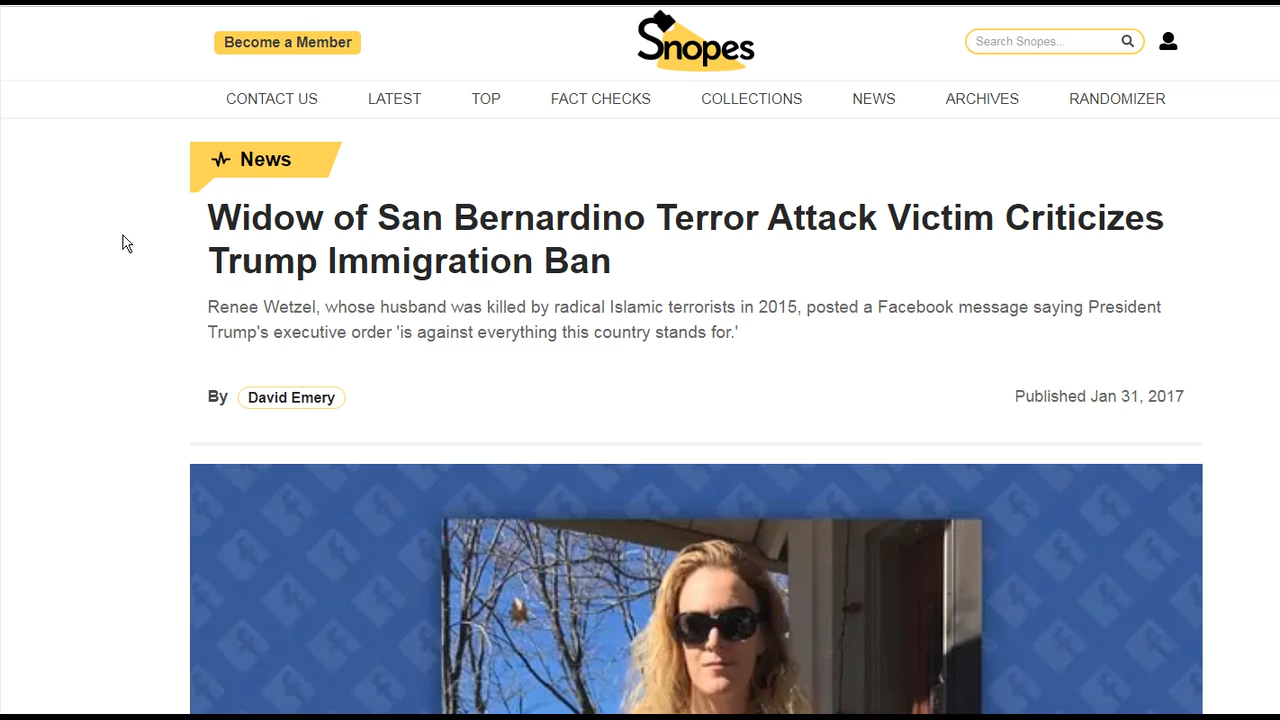 Become a Member
Snopes
Search Snopes...
CONTACT US LATEST TOP FACT CHECKS COLLECTIONS NEWS ARCHIVES RANDOMIZER
News
Widow of San Bernardino Terror Attack Victim Criticizes
Trump Immigration Ban
Renee Wetzel, whose husband was killed by radical Islamic terrorists in 2015, posted a Facebook message saying President
Trump's executive order 'is against everything this country stands for.'
By David Emery
Published Jan 31, 2017